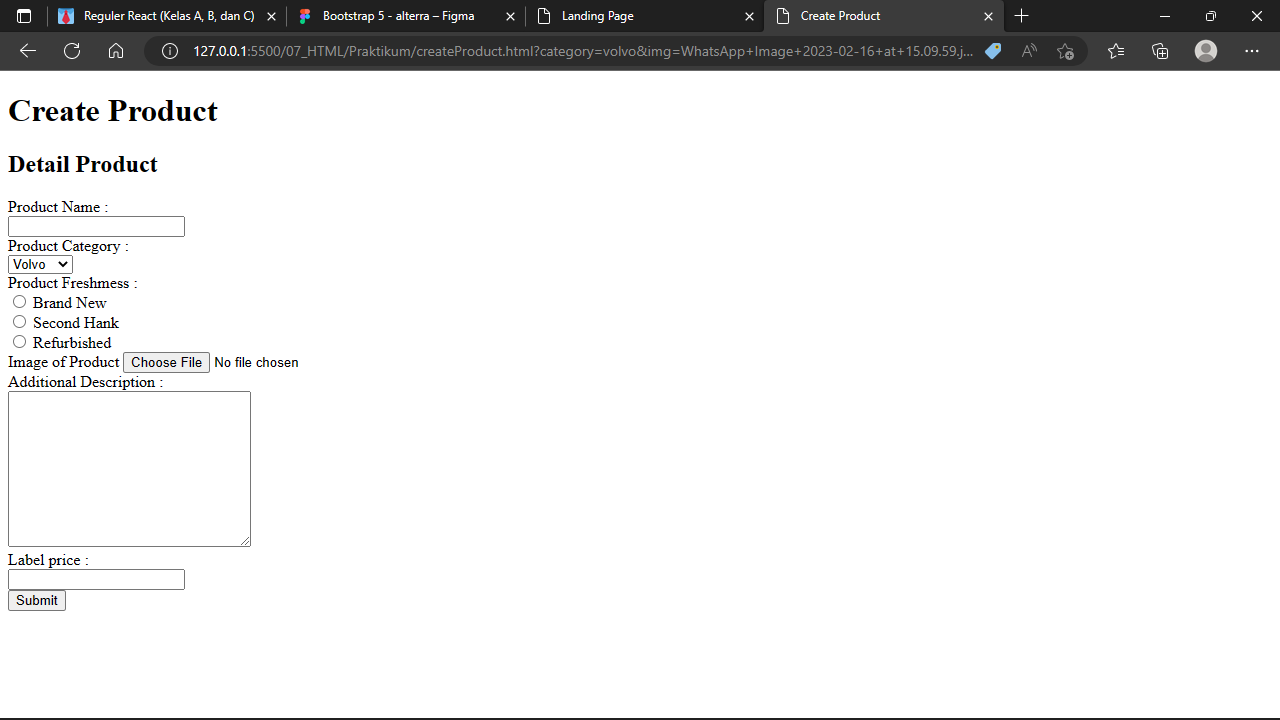 Reguler React (Kelas A, B, dan C)
Bootstrap 5 - alterra – Figma
Landing Page
Create Product
127.0.0.1:5500/07_HTML/Praktikum/createProduct.html?category=volvo&img=WhatsApp+Image+2023-02-16+at+15.09.59.j...
Create Product
Detail Product
Product Name :
Product Category :
Volvo
Product Freshmess :
Brand New
Second Hank
Refurbished
Image of Product Choose File No file chosen
Additional Description :
Label price :
Submit